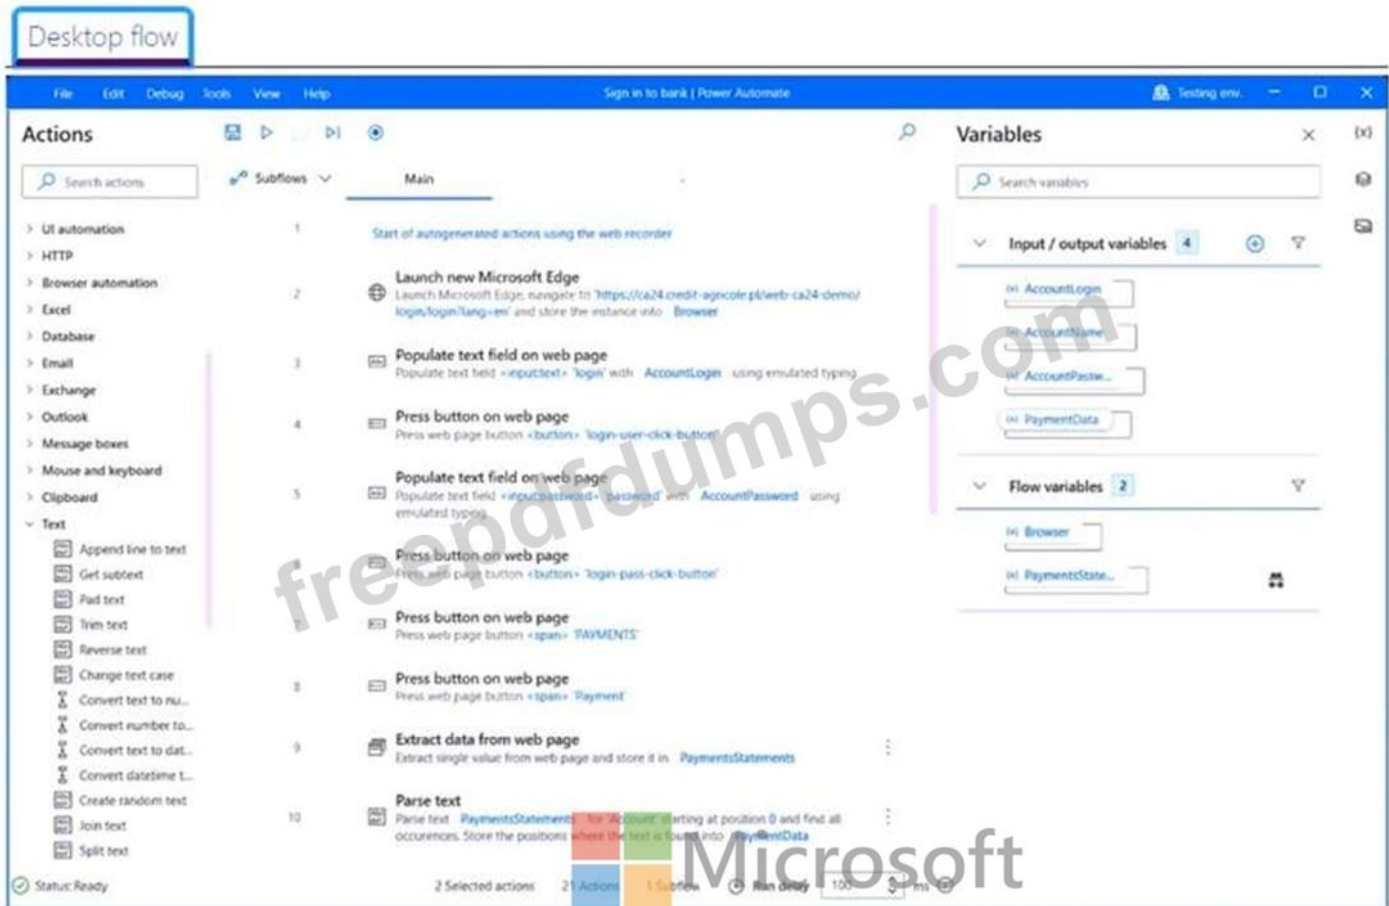 Desktop flow
File Edit Debug Tools View Help Sign in to bank | Power Automate Testing env.
Actions
Search actions
UI automation
HTTP
Browser automation
Excel
Database
Email
Exchange
Outlook
Message boxes
Mouse and keyboard
Clipboard
Text
Append line to text
Get subtext
Pad text
Trim text
Reverse text
Change text case
Convert text to nu...
Convert number to...
Convert text to dat...
Convert datetime t...
Create random text
Join text
Split text
Subflows Main
1 Start of autogenerated actions using the web recorder
2 Launch new Microsoft Edge
Launch Microsoft Edge, navigate to 'https://ca24.credit-agricole.pl/web-ca24-demo/
login/login?lang=en' and store the instance into Browser
3 Populate text field on web page
Populate text field <input:text> 'login' with AccountLogin using emulated typing
4 Press button on web page
Press web page button <button> 'login-user-click-button'
5 Populate text field on web page
Populate text field <input:password> 'password' with AccountPassword using
emulated typing
Press button on web page
Press web page button <button> 'login-pass-click-button'
Press button on web page
Press web page button <span> 'PAYMENTS'
8 Press button on web page
Press web page button <span> 'Payment'
9 Extract data from web page
Extract single value from web page and store it in PaymentsStatements
10 Parse text
Parse text PaymentsStatements for 'Account' starting at position 0 and find all
occurences. Store the positions where the text is found into PaymentData
Variables
{x}
Search variables
Input / output variables 4
(x) AccountLogin
(x) AccountName
(x) AccountPassw...
(x) PaymentData
Flow variables 2
(x) Browser
(x) PaymentsState...
Status: Ready 2 Selected actions 21 Actions 1 Subflow Run delay 100 ms
freepdfdumps.com
Microsoft